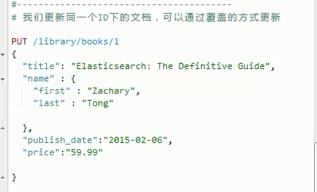 #----------------------------------------
# 我们更新同一个ID下的文档，可以通过覆盖的方式更新
PUT /library/books/1
{
"title": "Elasticsearch: The Definitive Guide",
"name" : {
"first" : "Zachary",
"last" : "Tong"
},
"publish_date":"2015-02-06",
"price":"59.99"
}